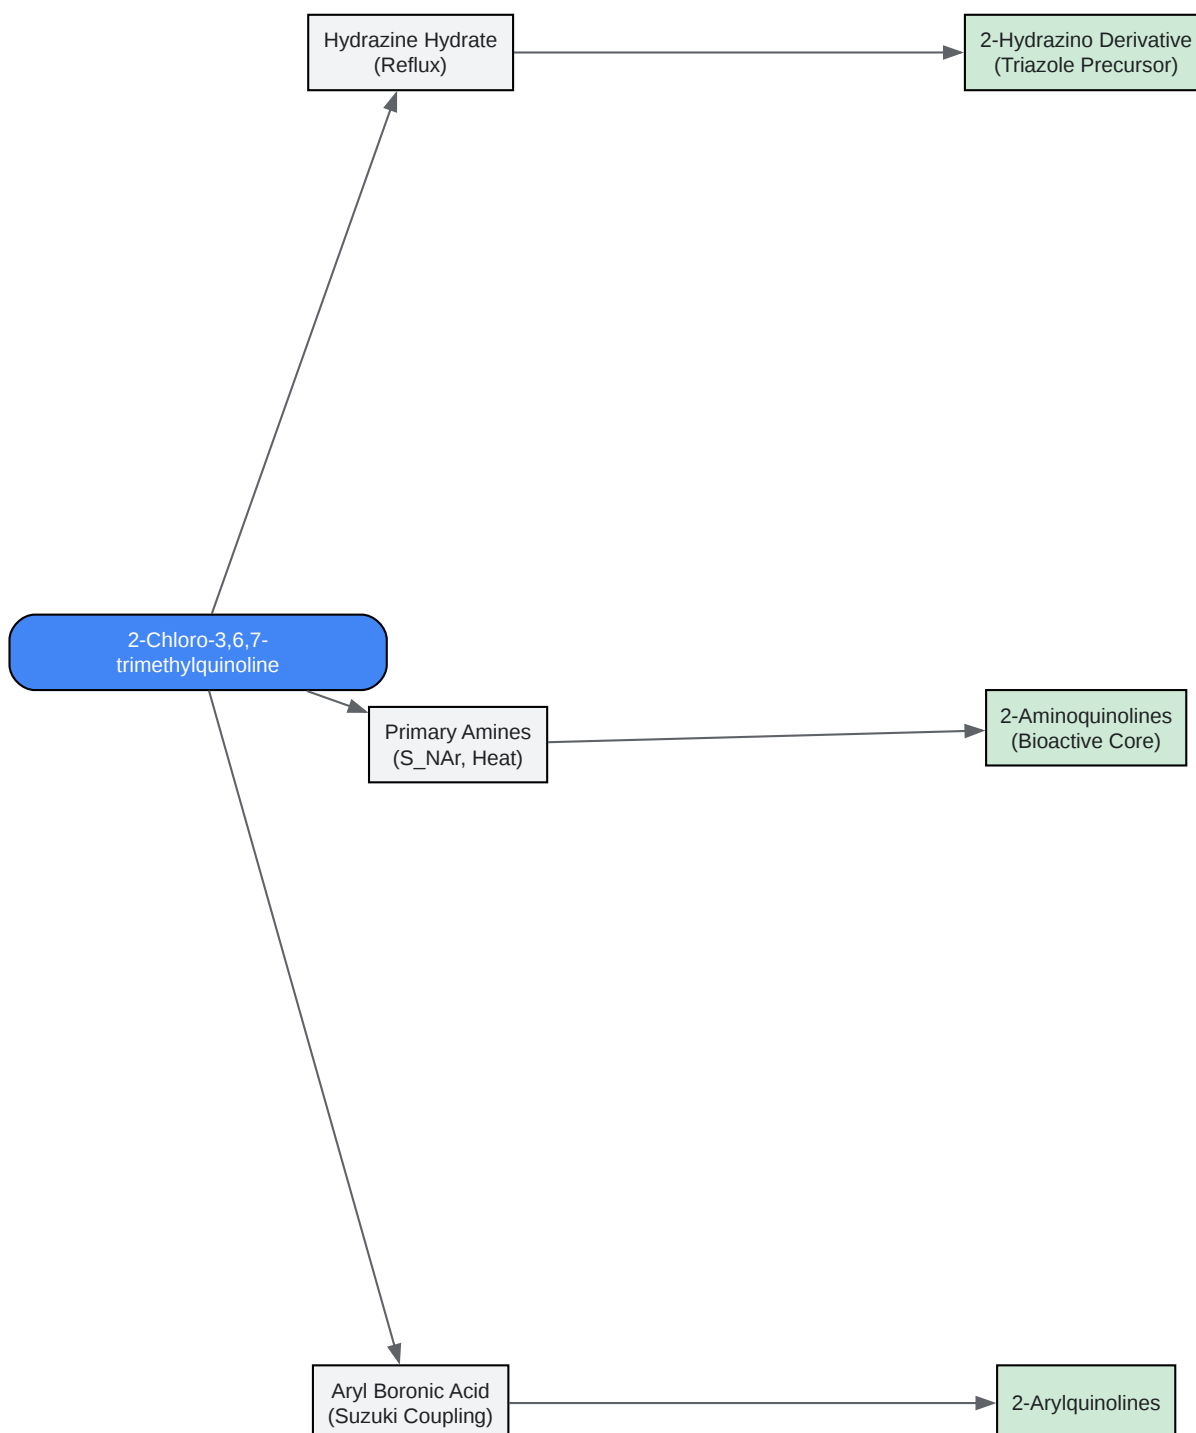 Hydrazine Hydrate
(Reflux)
2-Hydrazino Derivative
(Triazole Precursor)
2-Chloro-3,6,7-
trimethylquinoline
Primary Amines
(S_NAr, Heat)
2-Aminoquinolines
(Bioactive Core)
Aryl Boronic Acid
(Suzuki Coupling)
2-Arylquinolines